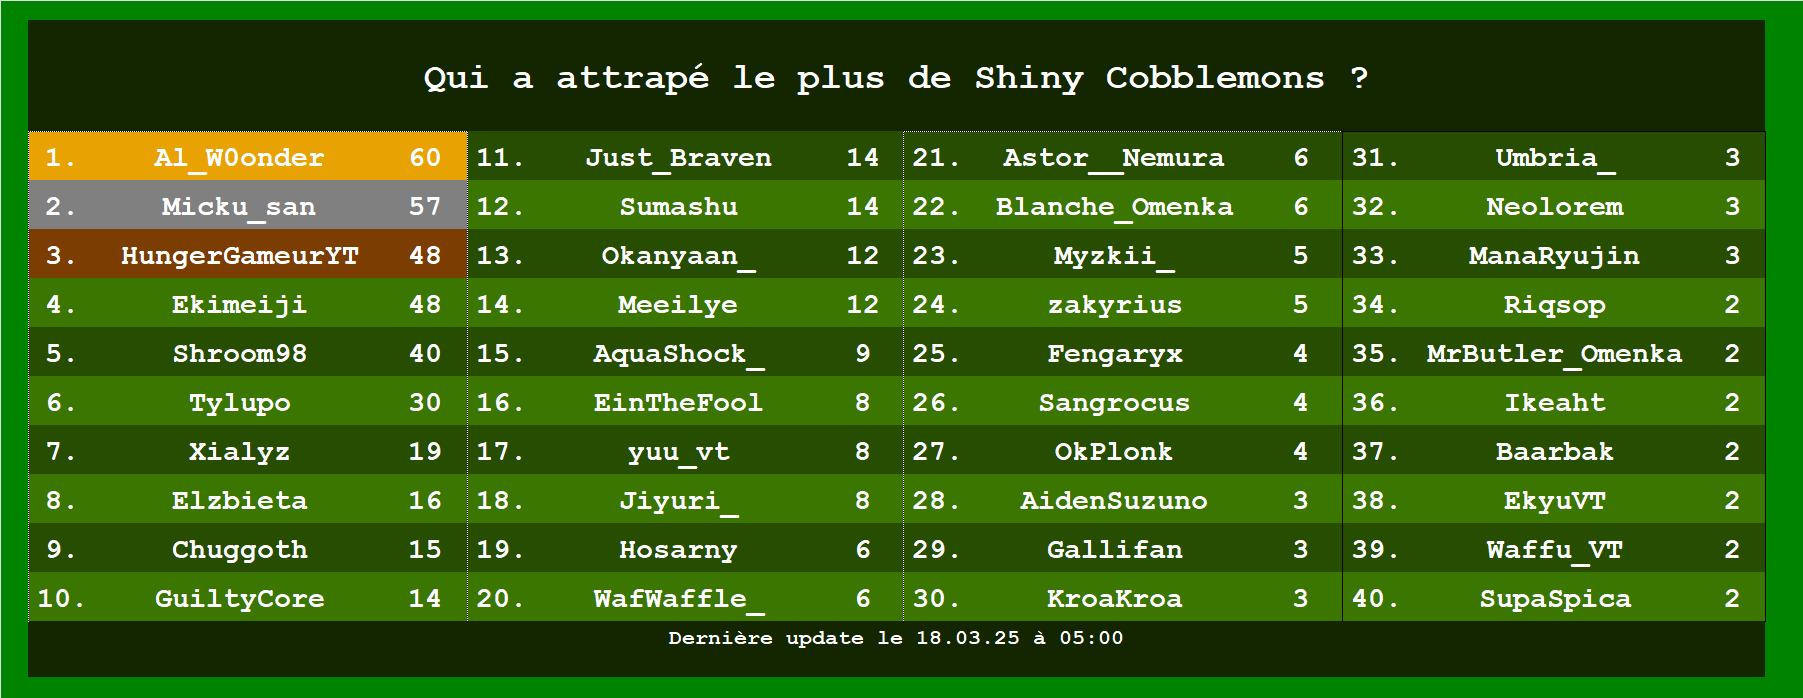 Qui a attrapé le plus de Shiny Cobblemons ?
1. Al_W0onder 60 11. Just_Braven 14 21. Astor__Nemura 6 31. Umbria_ 3
2. Micku_san 57 12. Sumashu 14 22. Blanche_Omenka 6 32. Neolorem 3
3. HungerGameurYT 48 13. Okanyaan_ 12 23. Myzkii_ 5 33. ManaRyujin 3
4. Ekimeiji 48 14. Meeilye 12 24. zakyrius 5 34. Riqsop 2
5. Shroom98 40 15. AquaShock_ 9 25. Fengaryx 4 35. MrButler_Omenka 2
6. Tylupo 30 16. EinTheFool 8 26. Sangrocus 4 36. Ikeaht 2
7. Xialyz 19 17. yuu_vt 8 27. OkPlonk 4 37. Baarbak 2
8. Elzbieta 16 18. Jiyuri_ 8 28. AidenSuzuno 3 38. EkyuVT 2
9. Chuggoth 15 19. Hosarny 6 29. Gallifan 3 39. Waffu_VT 2
10. GuiltyCore 14 20. WafWaffle_ 6 30. KroaKroa 3 40. SupaSpica 2
Dernière update le 18.03.25 à 05:00